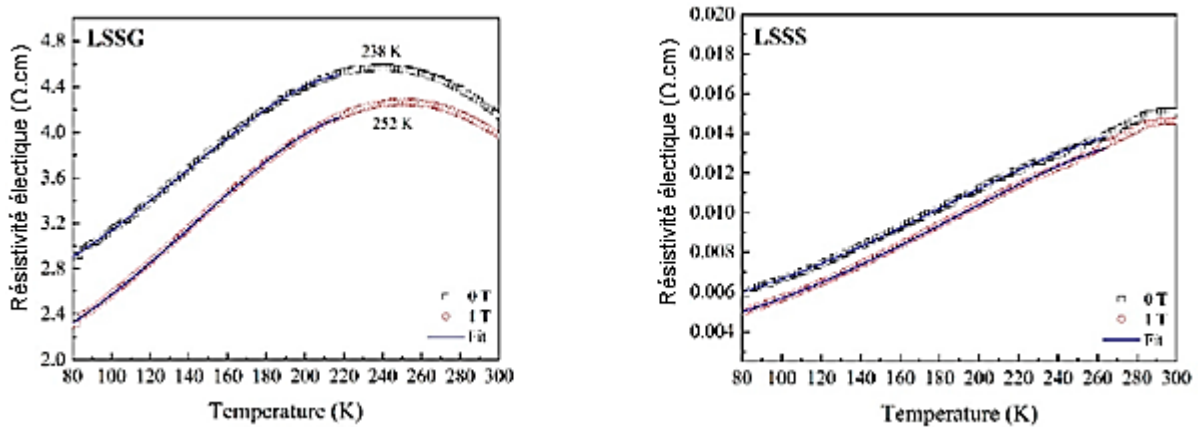 LSSG
Résistivité électique (Ω.cm)
4.8
4.4
4.0
3.6
3.2
2.8
2.4
2.0
238 K
252 K
0 T
1 T
Fit
80 100 120 140 160 180 200 220 240 260 280 300
Temperature (K)
LSSS
Résistivité électrique (Ω.cm)
0.020
0.018
0.016
0.014
0.012
0.010
0.008
0.006
0.004
0 T
1 T
Fit
80 100 120 140 160 180 200 220 240 260 280 300
Temperature (K)